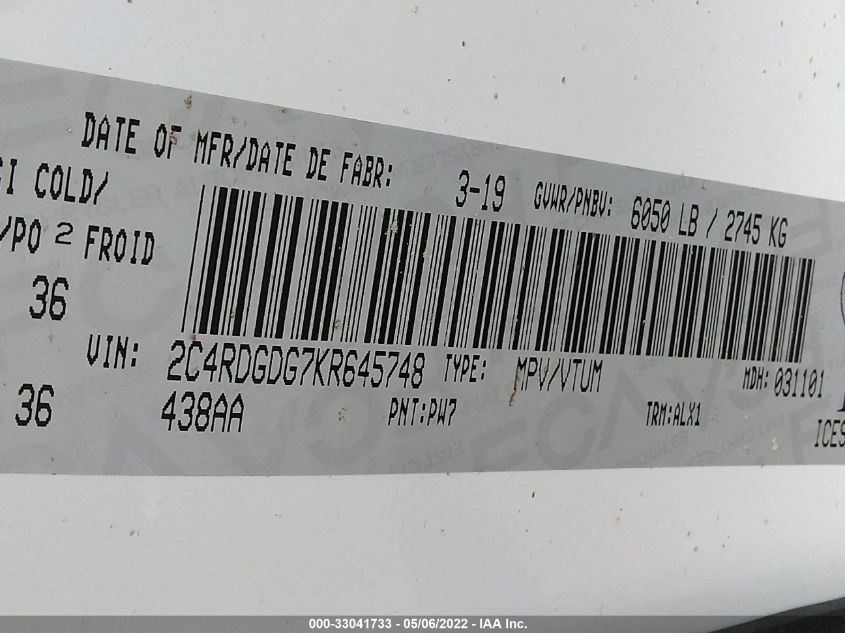 DATE OF MFR/DATE DE FABR: 3-19 GVWR/PNBV: 6050 LB / 2745 KG
COLD/
/PO 2 FROID
36
VIN: 2C4RDGDG7KR645748 TYPE: MPV/VTUM MDH: 031101
36 438AA PNT:PW7 TRM:ALX1
ICES
000-33041733 - 05/06/2022 - IAA Inc.